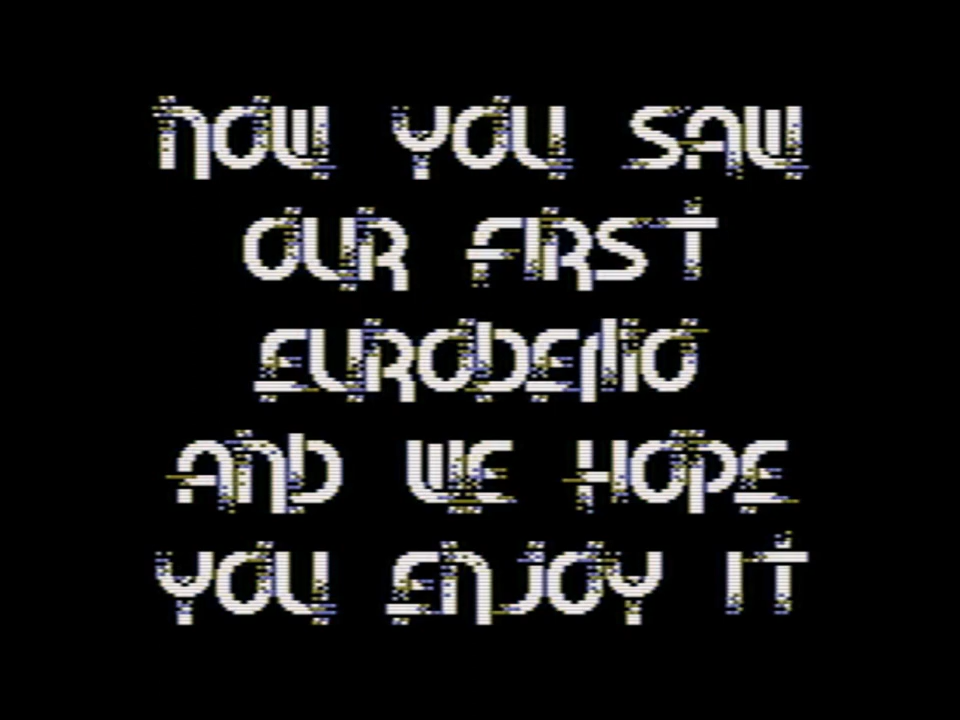 NOW YOU SAW
OUR FIRST
EURODEMO
AND WE HOPE
YOU ENJOY IT